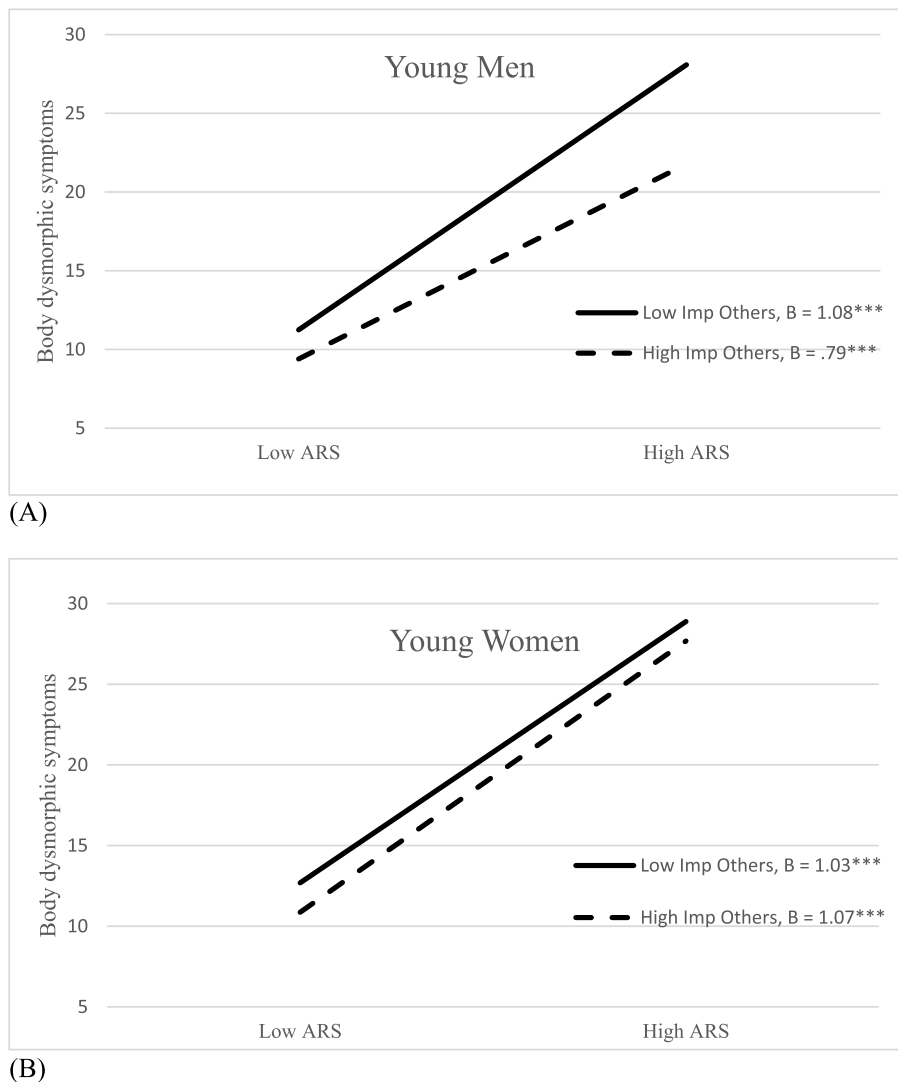 Young Men
Body dysmorphic symptoms
30
25
20
15
10
5
Low Imp Others, B = 1.08***
High Imp Others, B = .79***
Low ARS
High ARS
(A)
Young Women
Body dysmorphic symptoms
30
25
20
15
10
5
Low Imp Others, B = 1.03***
High Imp Others, B = 1.07***
Low ARS
High ARS
(B)